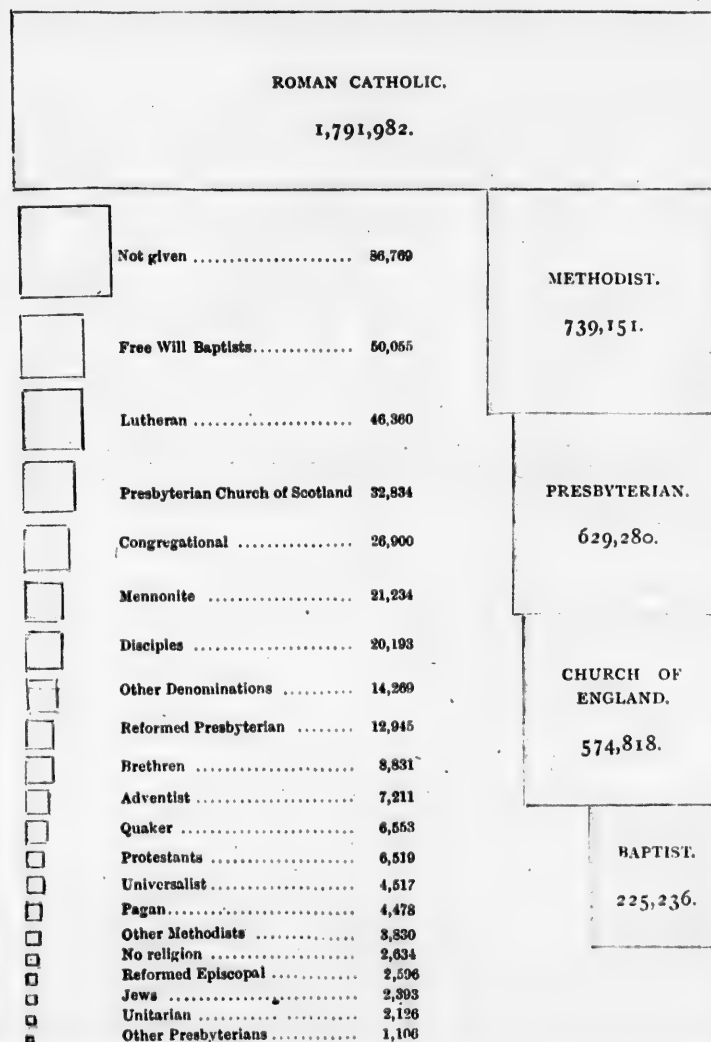 ROMAN CATHOLIC.
1,791,982.
Not given ...................... 86,769
Free Will Baptists.............. 50,055
Lutheran ...................... 46,360
Presbyterian Church of Scotland 32,834
Congregational ................ 26,900
Mennonite .................... 21,234
Disciples ...................... 20,193
Other Denominations .......... 14,269
Reformed Presbyterian ........ 12,945
Brethren ...................... 8,831
Adventist ...................... 7,211
Quaker ........................ 6,553
Protestants .................... 6,519
Universalist .................... 4,517
Pagan.......................... 4,478
Other Methodists .............. 3,830
No religion .................... 2,634
Reformed Episcopal ............ 2,596
Jews .......................... 2,393
Unitarian ...................... 2,126
Other Presbyterians ............ 1,106
METHODIST.
739,151.
PRESBYTERIAN.
629,280.
CHURCH OF
ENGLAND.
574,818.
BAPTIST.
225,236.